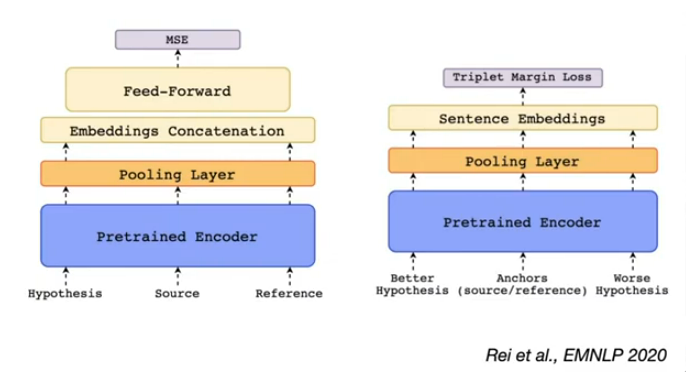 MSE
Feed-Forward
Embeddings Concatenation
Pooling Layer
Pretrained Encoder
Hypothesis Source Reference
Triplet Margin Loss
Sentence Embeddings
Pooling Layer
Pretrained Encoder
Better Anchors Worse
Hypothesis (source/reference) Hypothesis
Rei et al., EMNLP 2020